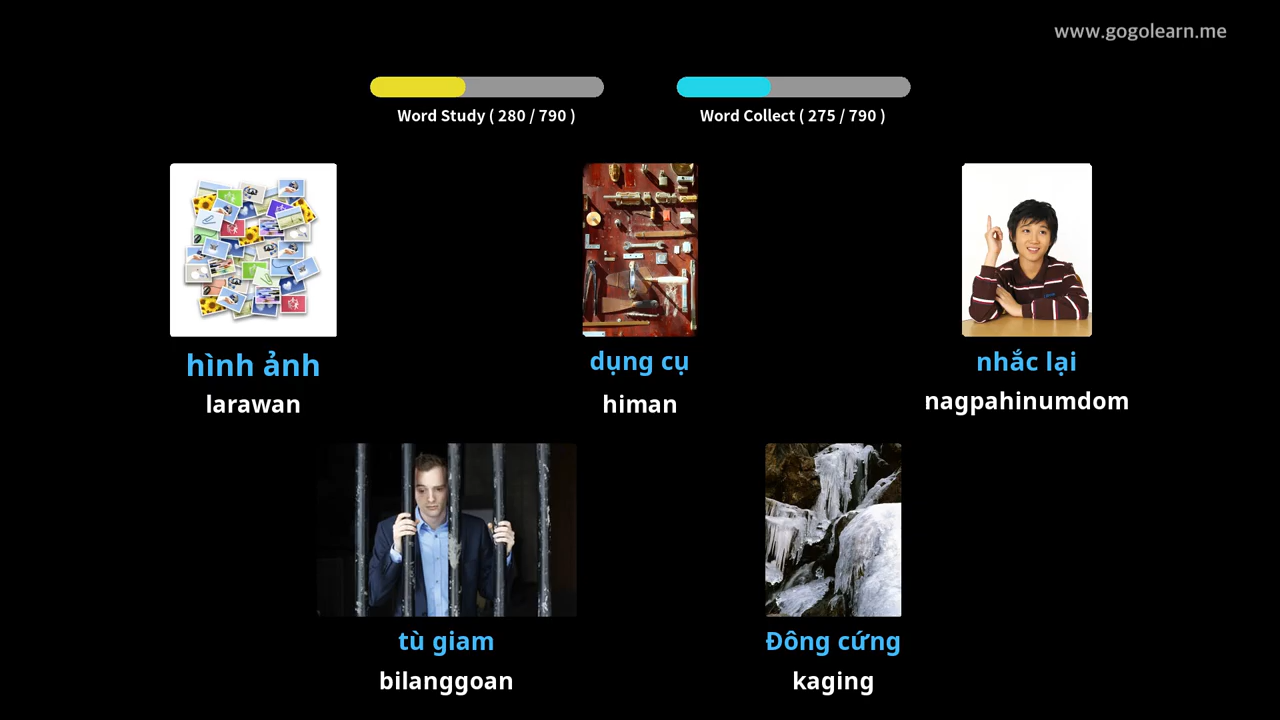 www.gogolearn.me
Word Study ( 280 / 790 )
Word Collect ( 275 / 790 )
hình ảnh
larawan
dụng cụ
himan
nhắc lại
nagpahinumdom
tù giam
bilanggoan
Đông cứng
kaging